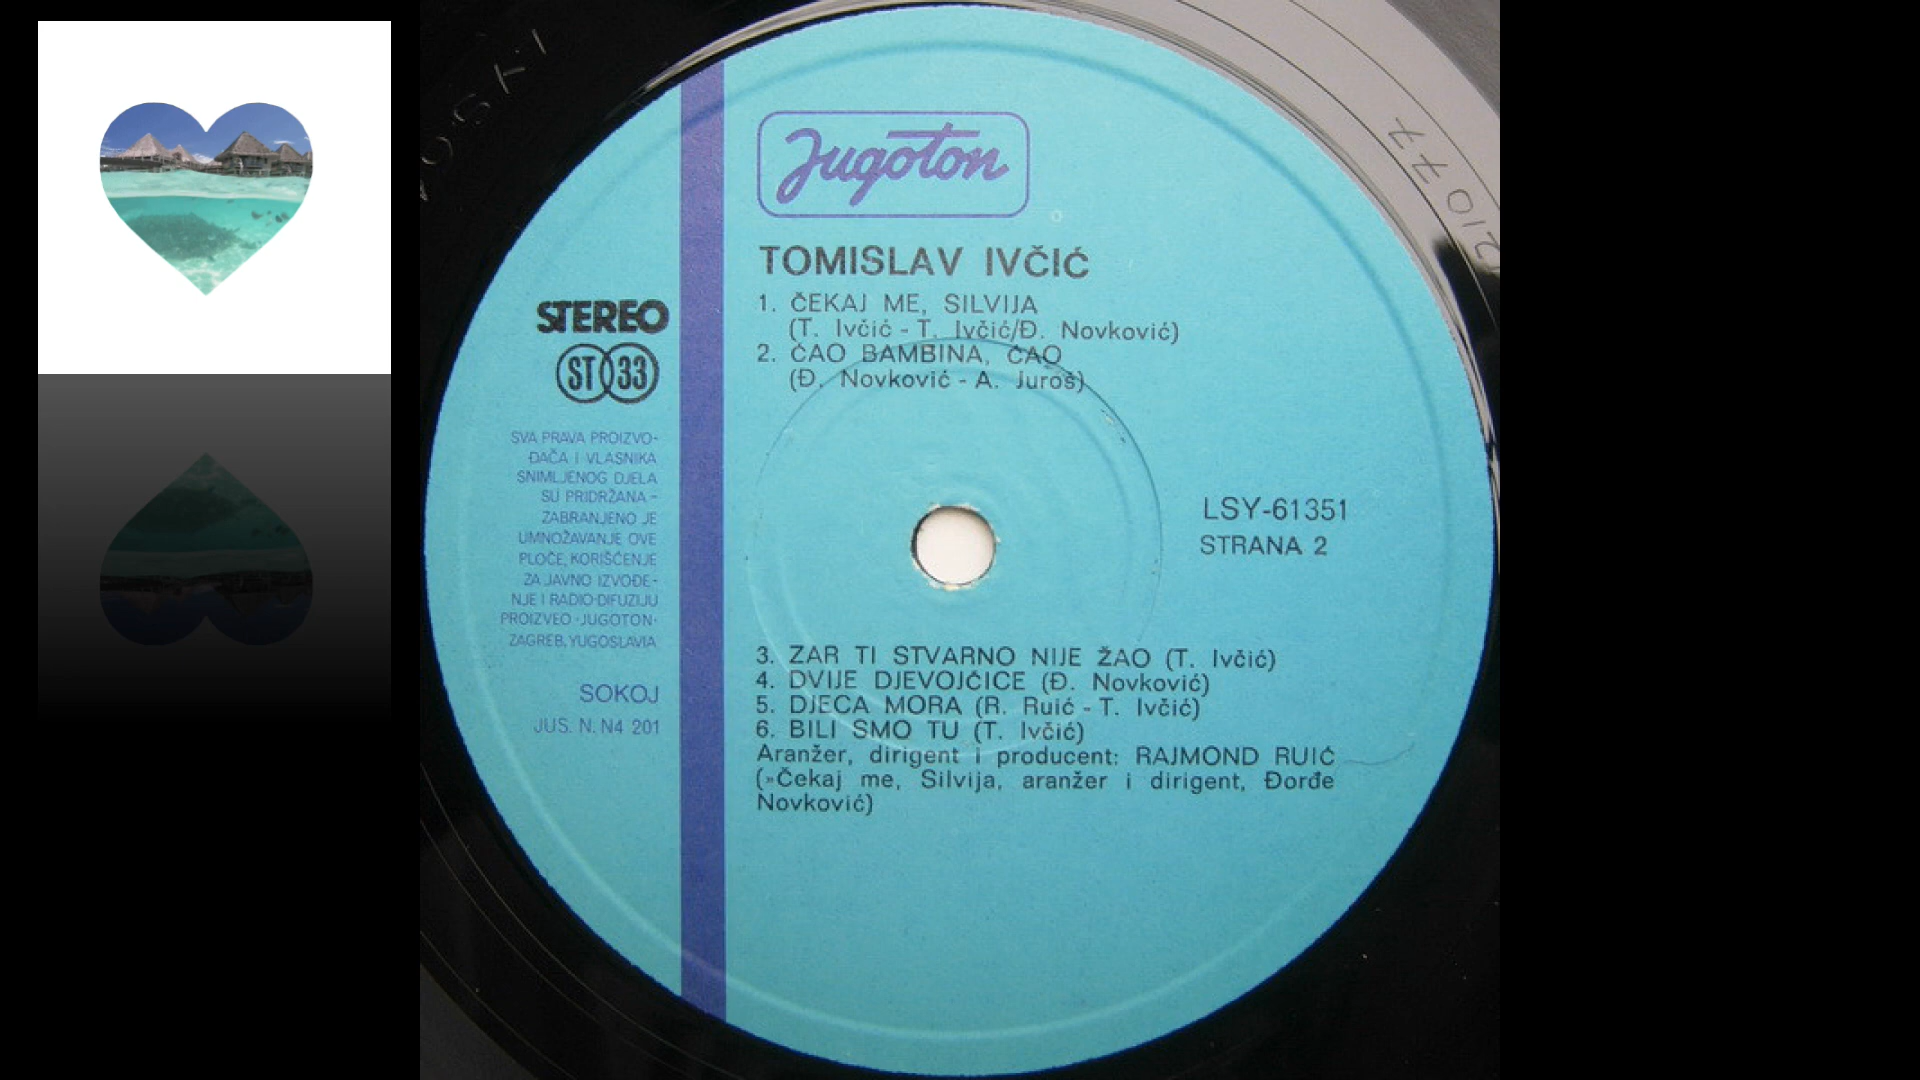 Jugoton
TOMISLAV IVČIĆ
1. ČEKAJ ME, SILVIJA
(T. Ivčić - T. Ivčić/Đ. Novković)
2. ĆAO BAMBINA, ĆAO
(Đ. Novković - A. Juroš)
STEREO
ST 33
SVA PRAVA PROIZVO-
ĐAČA I VLASNIKA
SNIMLJENOG DJELA
SU PRIDRŽANA -
ZABRANJENO JE
UMNOŽAVANJE OVE
PLOČE, KORIŠĆENJE
ZA JAVNO IZVOĐE-
NJE I RADIO-DIFUZIJU
PROIZVEO ·JUGOTON·
ZAGREB, YUGOSLAVIA
SOKOJ
JUS. N. N4 201
LSY-61351
STRANA 2
3. ZAR TI STVARNO NIJE ŽAO (T. Ivčić)
4. DVIJE DJEVOJČICE (Đ. Novković)
5. DJECA MORA (R. Ruić - T. Ivčić)
6. BILI SMO TU (T. Ivčić)
Aranžer, dirigent i producent: RAJMOND RUIĆ
(»Čekaj me, Silvija, aranžer i dirigent, Đorđe
Novković)